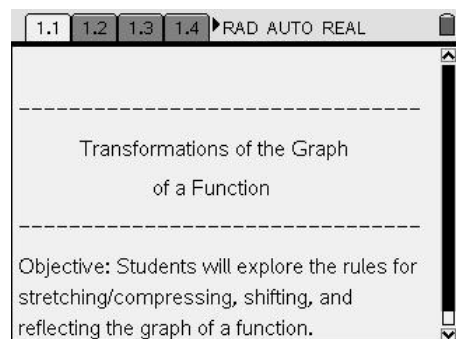 1.1 1.2 1.3 1.4 RAD AUTO REAL
Transformations of the Graph
of a Function
Objective: Students will explore the rules for
stretching/compressing, shifting, and
reflecting the graph of a function.